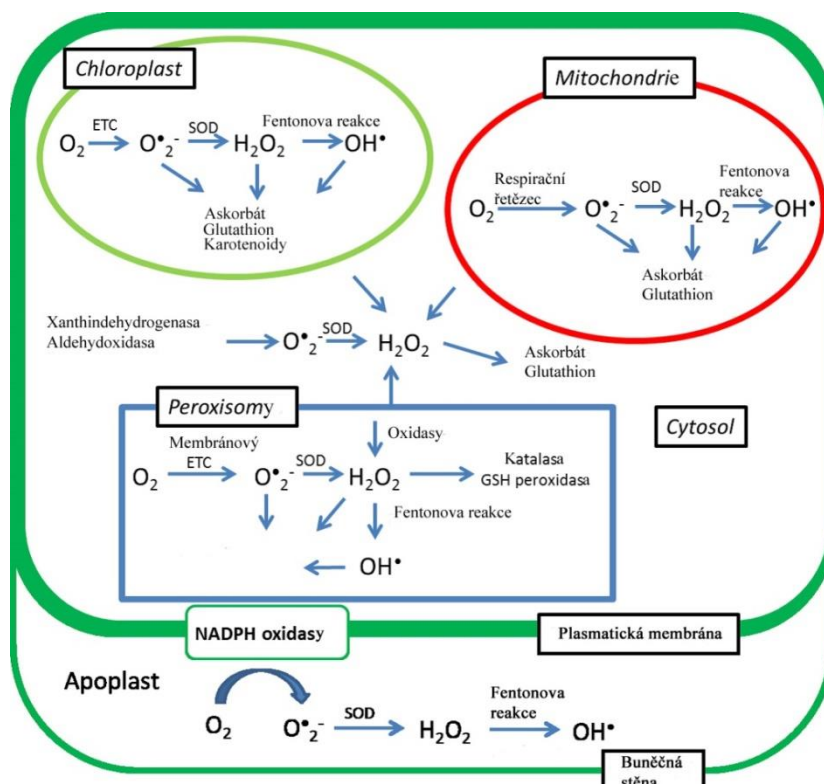 Chloroplast
ETC SOD Fentonova reakce
O₂ O•₂⁻ H₂O₂ OH•
Askorbát
Glutathion
Karotenoidy
Mitochondrie
Respirační
řetězec
SOD
Fentonova
reakce
O₂ O•₂⁻ H₂O₂ OH•
Askorbát
Glutathion
Xanthindehydrogenasa
Aldehydoxidasa
O•₂⁻ SOD H₂O₂
Askorbát
Glutathion
Peroxisomy
Cytosol
Oxidasy
Membránový
ETC SOD
O₂ O•₂⁻ H₂O₂
Katalasa
GSH peroxidasa
Fentonova reakce
OH•
NADPH oxidasy
Plasmatická membrána
Apoplast
Fentonova
reakce
SOD
O₂ O•₂⁻ H₂O₂ OH•
Buněčná
stěna